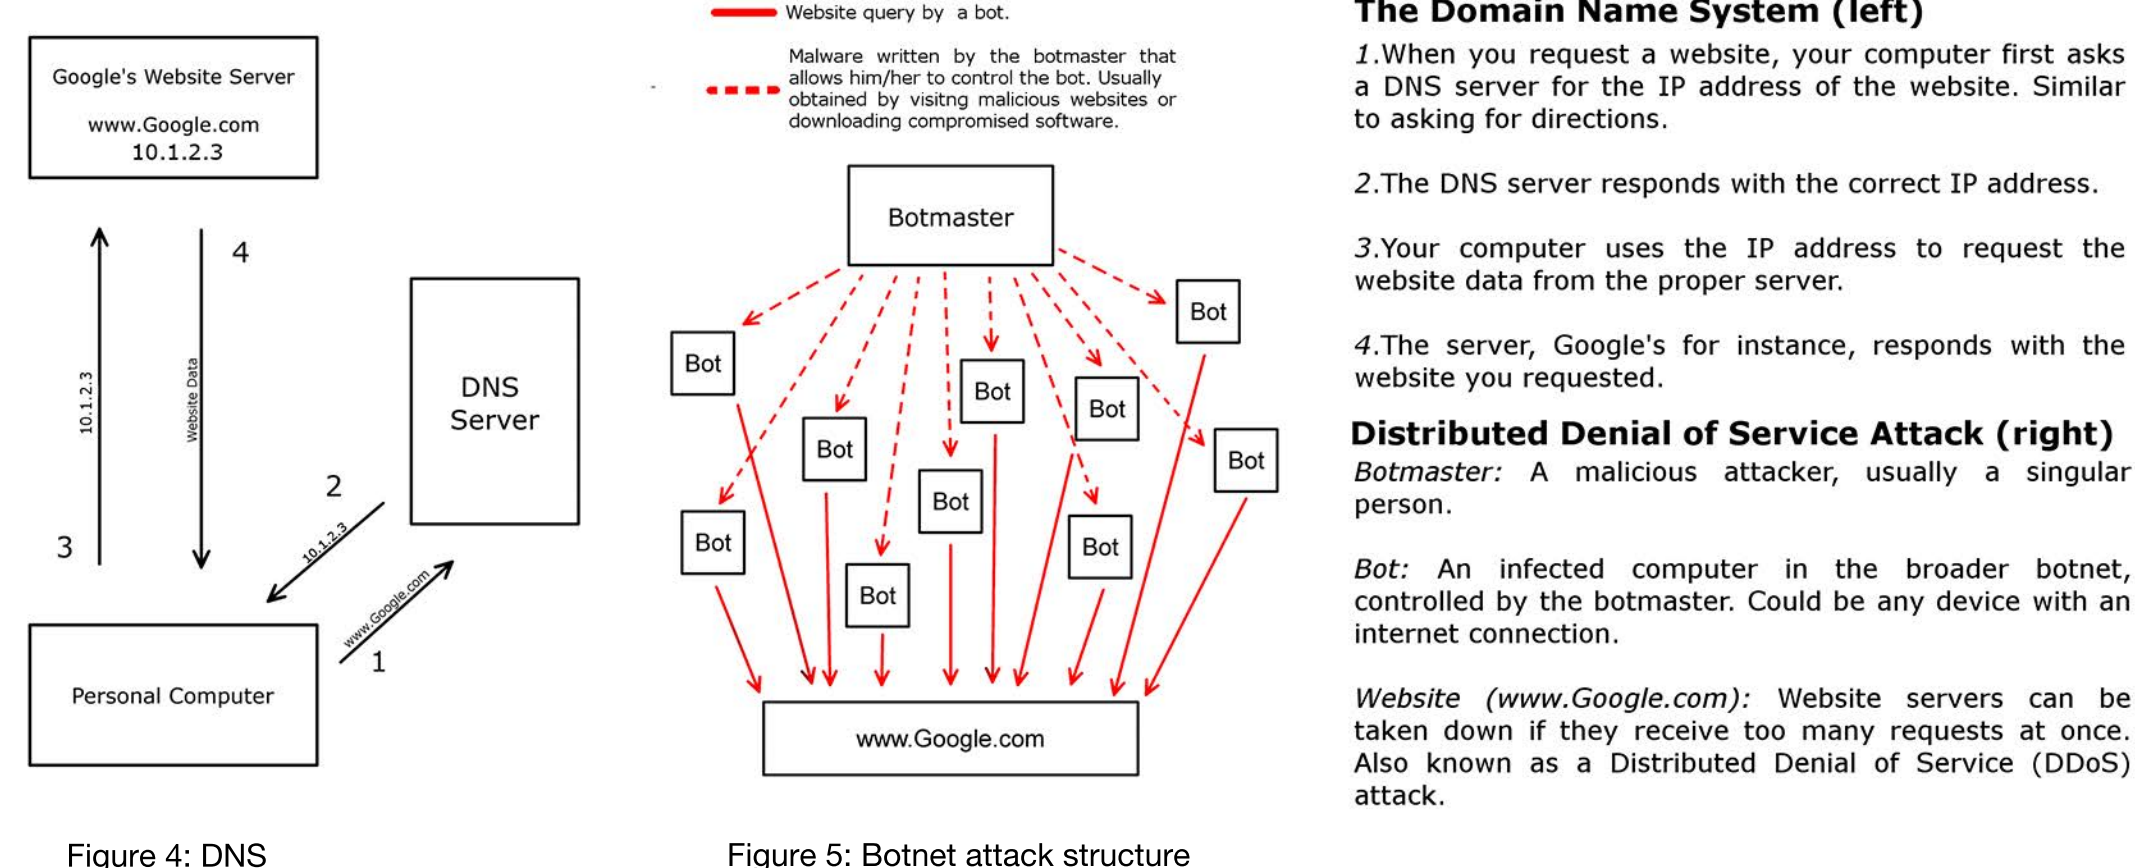 Google's Website Server
www.Google.com
10.1.2.3
4
10.1.2.3
Website Data
DNS
Server
2
10.1.2.3
3
www.Google.com
1
Personal Computer
Figure 4: DNS
Website query by a bot.
Malware written by the botmaster that
allows him/her to control the bot. Usually
obtained by visitng malicious websites or
downloading compromised software.
Botmaster
Bot
Bot
Bot
Bot
Bot
Bot
Bot
Bot
Bot
Bot
www.Google.com
Figure 5: Botnet attack structure
The Domain Name System (left)
1.When you request a website, your computer first asks
a DNS server for the IP address of the website. Similar
to asking for directions.
2.The DNS server responds with the correct IP address.
3.Your computer uses the IP address to request the
website data from the proper server.
4.The server, Google's for instance, responds with the
website you requested.
Distributed Denial of Service Attack (right)
Botmaster: A malicious attacker, usually a singular
person.
Bot: An infected computer in the broader botnet,
controlled by the botmaster. Could be any device with an
internet connection.
Website (www.Google.com): Website servers can be
taken down if they receive too many requests at once.
Also known as a Distributed Denial of Service (DDoS)
attack.